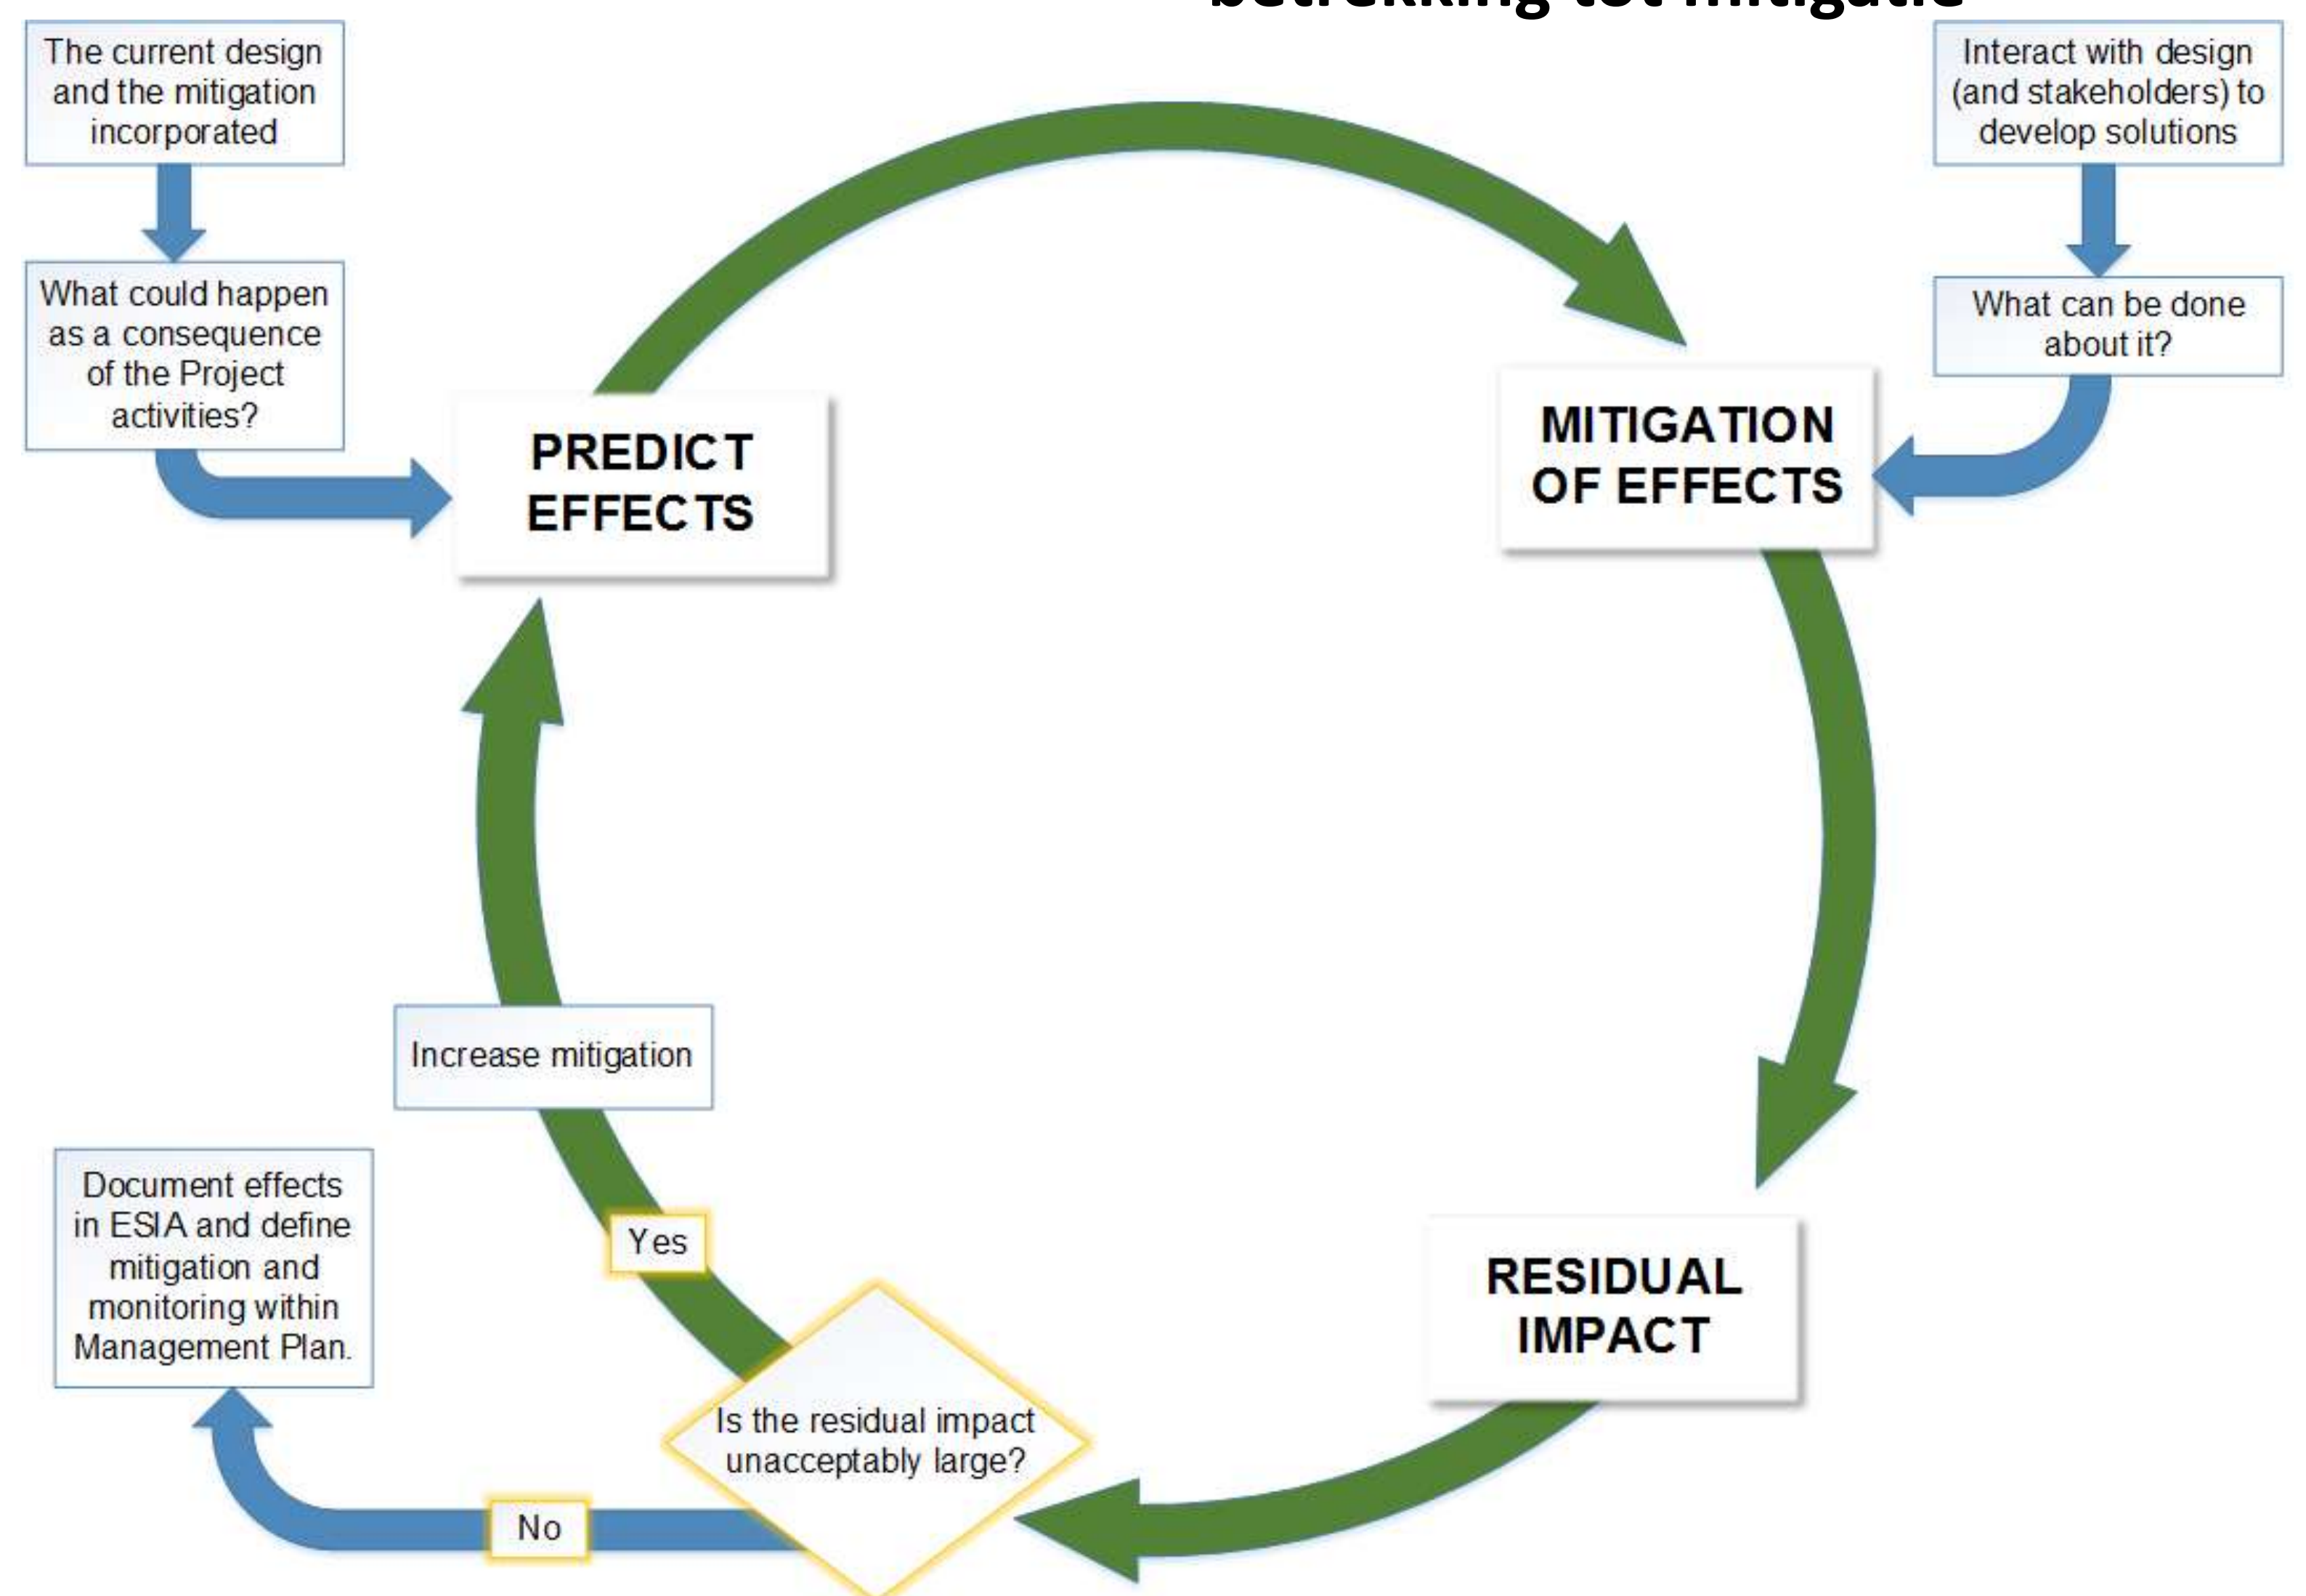 betrekking tot mitigatie
The current design
and the mitigation
incorporated
What could happen
as a consequence
of the Project
activities?
PREDICT
EFFECTS
Interact with design
(and stakeholders) to
develop solutions
What can be done
about it?
MITIGATION
OF EFFECTS
RESIDUAL
IMPACT
Is the residual impact
unacceptably large?
Yes
Increase mitigation
No
Document effects
in ESIA and define
mitigation and
monitoring within
Management Plan.